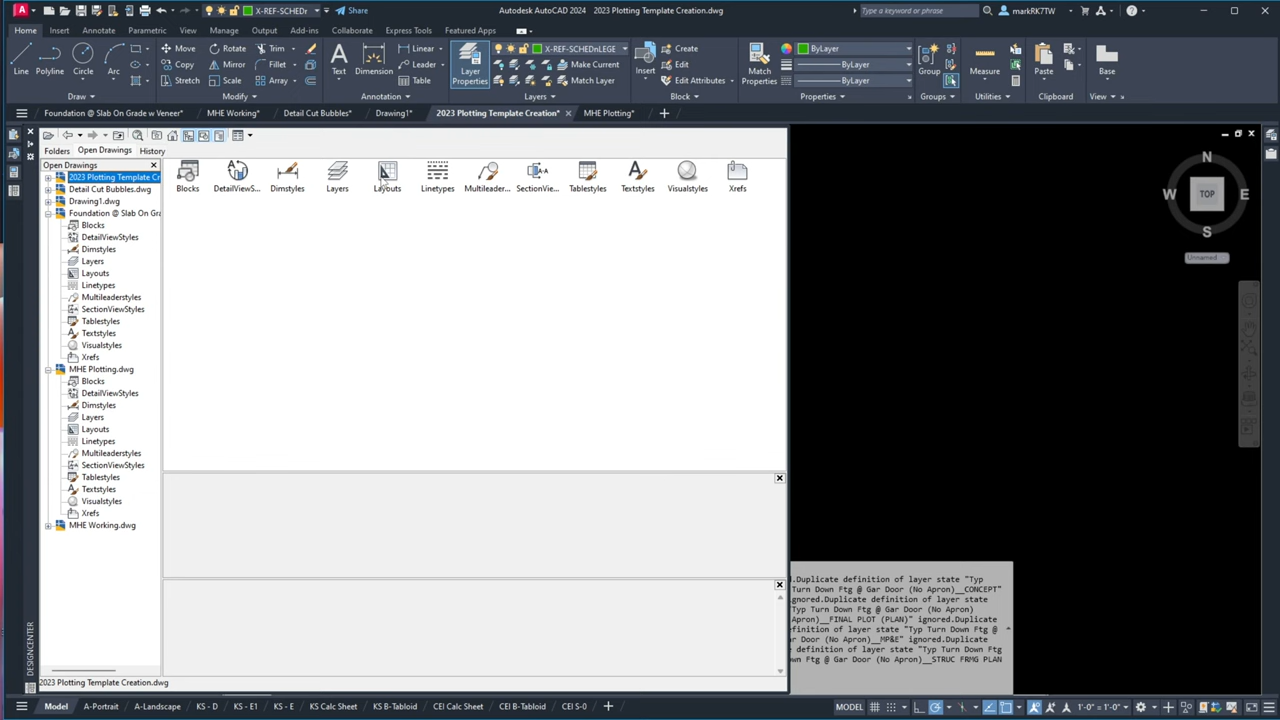 X-REF-SCHEDr
Share
Autodesk AutoCAD 2024 2023 Plotting Template Creation.dwg
Type a keyword or phrase
markRK7TW
Home Insert Annotate Parametric View Manage Output Add-ins Collaborate Express Tools Featured Apps
Line Polyline Circle Arc
Move Rotate Trim
Copy Mirror Fillet
Stretch Scale Array
Text Dimension
Linear
Leader
Table
Layer
Properties
X-REF-SCHEDnLEGE
Make Current
Match Layer
Insert
Create
Edit
Edit Attributes
Match
Properties
ByLayer
ByLayer
ByLayer
Group
Measure
Paste
Base
Draw Modify Annotation Layers Block Properties Groups Utilities Clipboard View
Foundation @ Slab On Grade w Veneer* MHE Working* Detail Cut Bubbles* Drawing1* 2023 Plotting Template Creation* MHE Plotting*
Folders Open Drawings History
Open Drawings
2023 Plotting Template Cr
Detail Cut Bubbles.dwg
Drawing1.dwg
Foundation @ Slab On Gra
Blocks
DetailViewStyles
Dimstyles
Layers
Layouts
Linetypes
Multileaderstyles
SectionViewStyles
Tablestyles
Textstyles
Visualstyles
Xrefs
MHE Plotting.dwg
Blocks
DetailViewStyles
Dimstyles
Layers
Layouts
Linetypes
Multileaderstyles
SectionViewStyles
Tablestyles
Textstyles
Visualstyles
Xrefs
MHE Working.dwg
Blocks DetailViewS... Dimstyles Layers Layouts Linetypes Multileader... SectionVie... Tablestyles Textstyles Visualstyles Xrefs
N
W TOP E
S
Unnamed
d.Duplicate definition of layer state "Typ
Turn Down Ftg @ Gar Door (No Apron)__CONCEPT"
ignored.Duplicate definition of layer state
Typ Turn Down Ftg @ Gar Door (No Apron)
Apron)__FINAL PLOT (PLAN)" ignored.Duplicate
definition of layer state "Typ Turn Down Ftg @
Gar Door (No Apron)__MP&E" ignored.Duplicate
definition of layer state "Typ Turn Down Ftg
@ Gar Door (No Apron)__STRUC FRMG PLAN
DESIGNCENTER
2023 Plotting Template Creation.dwg
Model A-Portrait A-Landscape KS - D KS - E1 KS - E KS Calc Sheet KS B-Tabloid CEI Calc Sheet CEI B-Tabloid CEI S-0
MODEL
1'-0" = 1'-0"